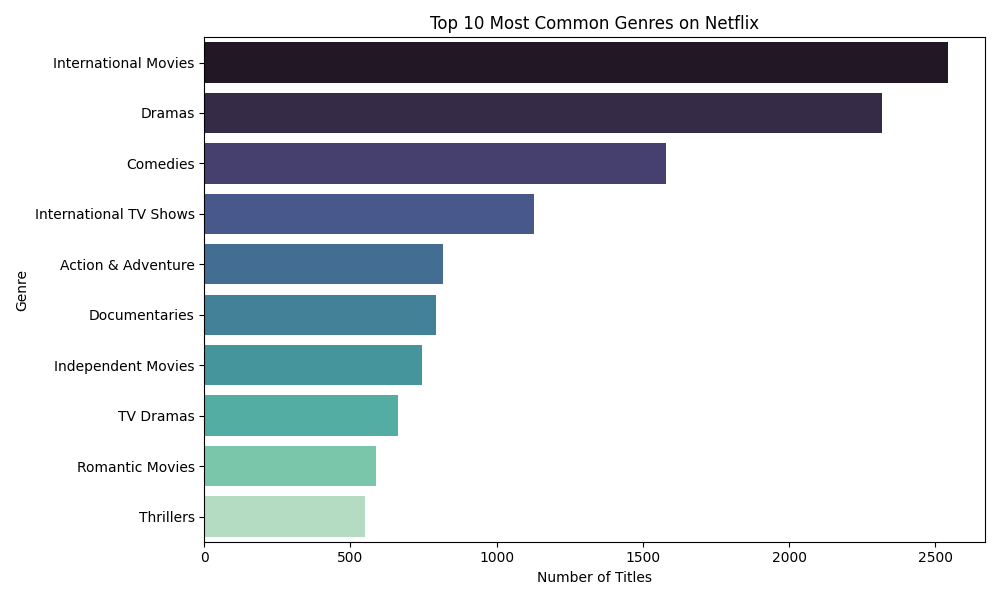 Top 10 Most Common Genres on Netflix
Genre
International Movies
Dramas
Comedies
International TV Shows
Action & Adventure
Documentaries
Independent Movies
TV Dramas
Romantic Movies
Thrillers
0 500 1000 1500 2000 2500
Number of Titles